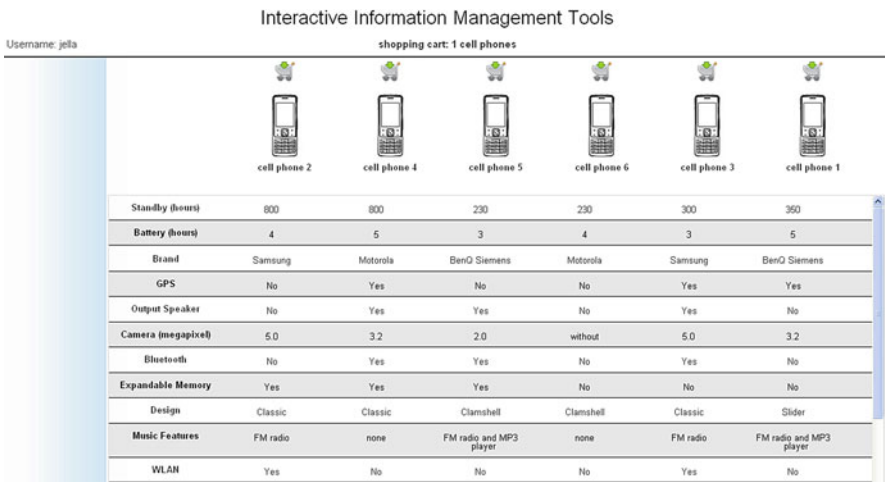 Interactive Information Management Tools
Username: jella shopping cart: 1 cell phones
cell phone 2 cell phone 4 cell phone 5 cell phone 6 cell phone 3 cell phone 1
Standby (hours) 800 800 230 230 300 350
Battery (hours) 4 5 3 4 3 5
Brand Samsung Motorola BenQ Siemens Motorola Samsung BenQ Siemens
GPS No Yes No No Yes Yes
Output Speaker No Yes Yes No Yes No
Camera (megapixel) 5.0 3.2 2.0 without 5.0 3.2
Bluetooth No Yes Yes No Yes No
Expandable Memory Yes Yes Yes No No No
Design Classic Classic Clamshell Clamshell Classic Slider
Music Features FM radio none FM radio and MP3 player none FM radio FM radio and MP3 player
WLAN Yes No No No Yes No